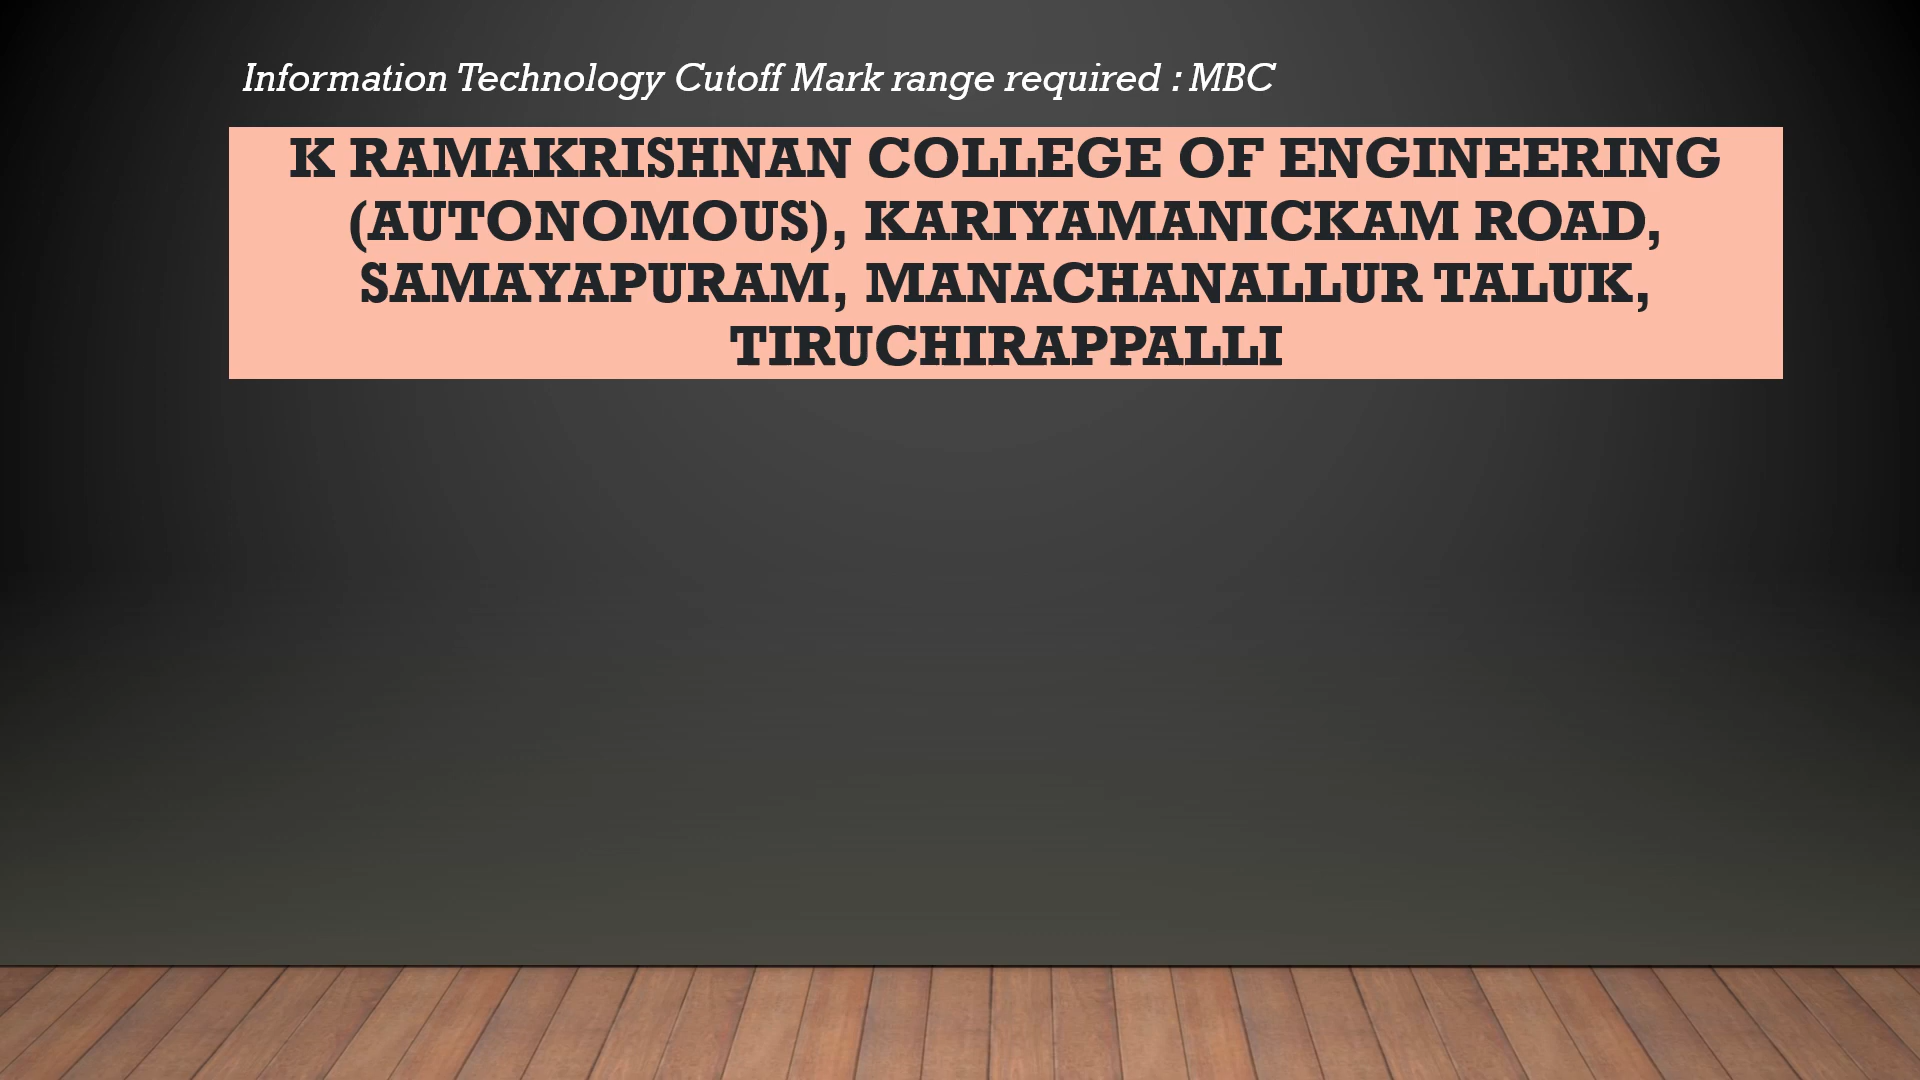 Information Technology Cutoff Mark range required : MBC
K RAMAKRISHNAN COLLEGE OF ENGINEERING
(AUTONOMOUS), KARIYAMANICKAM ROAD,
SAMAYAPURAM, MANACHANALLUR TALUK,
TIRUCHIRAPPALLI